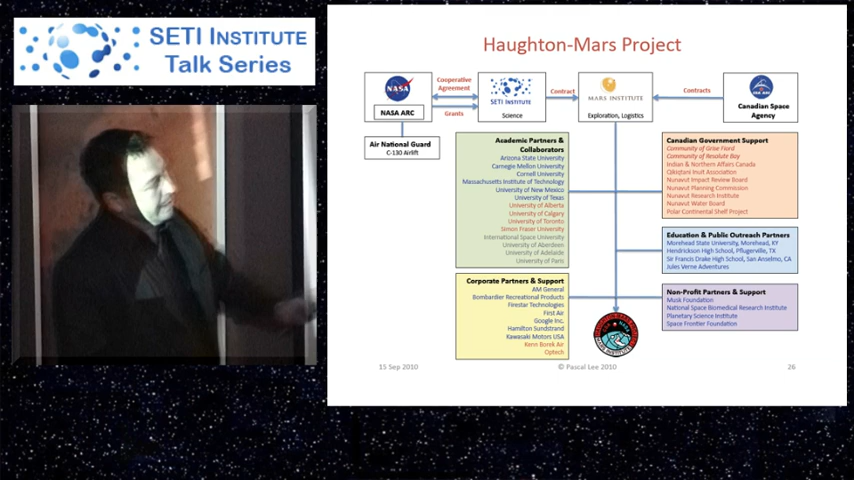 SETI INSTITUTE
Talk Series
Haughton-Mars Project
NASA
NASA ARC
Cooperative
Agreement
Grants
SETI INSTITUTE
Science
Contract
MARS INSTITUTE
Exploration, Logistics
Contracts
Canadian Space
Agency
Air National Guard
C-130 Airlift
Academic Partners &
Collaborators
Arizona State University
Carnegie Mellon University
Cornell University
Massachusetts Institute of Technology
University of New Mexico
University of Texas
University of Alberta
University of Calgary
University of Toronto
Simon Fraser University
International Space University
University of Aberdeen
University of Adelaide
University of Paris
Canadian Government Support
Community of Grise Fiord
Community of Resolute Bay
Indian & Northern Affairs Canada
Qikiqtani Inuit Association
Nunavut Impact Review Board
Nunavut Planning Commission
Nunavut Research Institute
Nunavut Water Board
Polar Continental Shelf Project
Education & Public Outreach Partners
Morehead State University, Morehead, KY
Hendrickson High School, Pflugerville, TX
Sir Francis Drake High School, San Anselmo, CA
Jules Verne Adventures
Corporate Partners & Support
AM General
Bombardier Recreational Products
Firestar Technologies
First Air
Google Inc.
Hamilton Sundstrand
Kawasaki Motors USA
Kenn Borek Air
Optech
Non-Profit Partners & Support
Musk Foundation
National Space Biomedical Research Institute
Planetary Science Institute
Space Frontier Foundation
15 Sep 2010
© Pascal Lee 2010
26